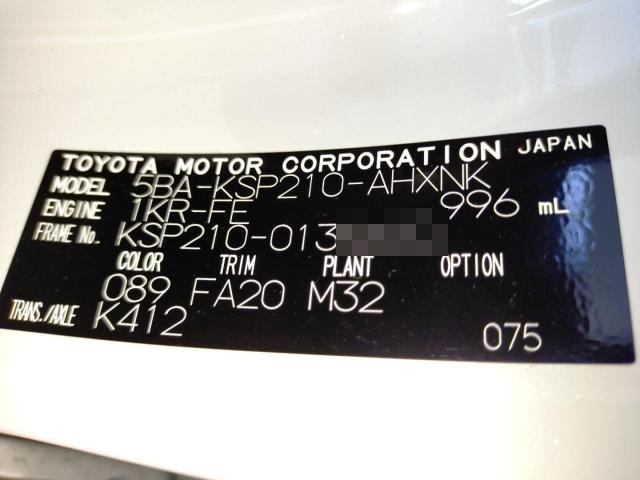 TOYOTA MOTOR CORPORATION JAPAN
MODEL 5BA-KSP210-AHXNK
ENGINE 1KR-FE 996 mL
FRAME No. KSP210-013
COLOR TRIM PLANT OPTION
089 FA20 M32
TRANS./AXLE K412 075